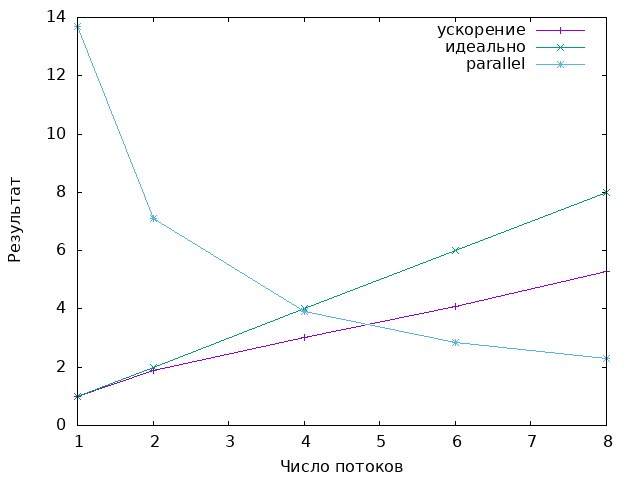 14
12
10
8
6
4
2
0
Результат
ускорение
идеально
parallel
1 2 3 4 5 6 7 8
Число потоков